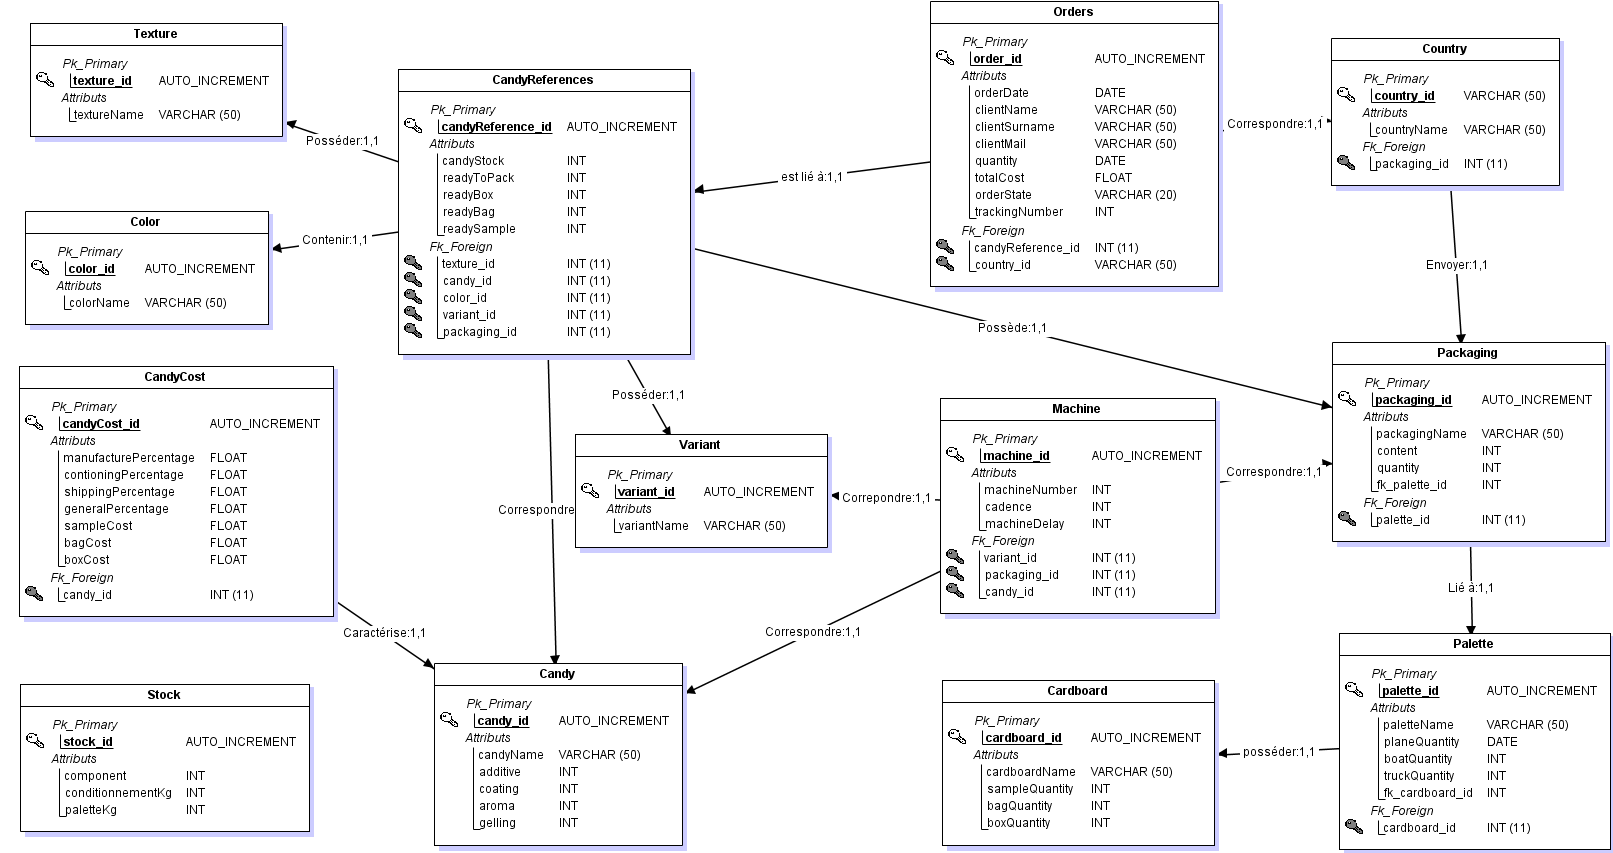 Texture
Pk_Primary
texture_id AUTO_INCREMENT
Attributs
textureName VARCHAR (50)
Posséder:1,1
Color
Pk_Primary
color_id AUTO_INCREMENT
Attributs
colorName VARCHAR (50)
Contenir:1,1
CandyReferences
Pk_Primary
candyReference_id AUTO_INCREMENT
Attributs
candyStock INT
readyToPack INT
readyBox INT
readyBag INT
readySample INT
Fk_Foreign
texture_id INT (11)
candy_id INT (11)
color_id INT (11)
variant_id INT (11)
packaging_id INT (11)
est lié à:1,1
Orders
Pk_Primary
order_id AUTO_INCREMENT
Attributs
orderDate DATE
clientName VARCHAR (50)
clientSurname VARCHAR (50)
clientMail VARCHAR (50)
quantity DATE
totalCost FLOAT
orderState VARCHAR (20)
trackingNumber INT
Fk_Foreign
candyReference_id INT (11)
country_id VARCHAR (50)
Correspondre:1,1
Country
Pk_Primary
country_id VARCHAR (50)
Attributs
countryName VARCHAR (50)
Fk_Foreign
packaging_id INT (11)
Envoyer:1,1
Possède:1,1
CandyCost
Pk_Primary
candyCost_id AUTO_INCREMENT
Attributs
manufacturePercentage FLOAT
contioningPercentage FLOAT
shippingPercentage FLOAT
generalPercentage FLOAT
sampleCost FLOAT
bagCost FLOAT
boxCost FLOAT
Fk_Foreign
candy_id INT (11)
Caractérise:1,1
Posséder:1,1
Correspondre
Variant
Pk_Primary
variant_id AUTO_INCREMENT
Attributs
variantName VARCHAR (50)
Correpondre:1,1
Machine
Pk_Primary
machine_id AUTO_INCREMENT
Attributs
machineNumber INT
cadence INT
machineDelay INT
Fk_Foreign
variant_id INT (11)
packaging_id INT (11)
candy_id INT (11)
Correspondre:1,1
Correspondre:1,1
Packaging
Pk_Primary
packaging_id AUTO_INCREMENT
Attributs
packagingName VARCHAR (50)
content INT
quantity INT
fk_palette_id INT
Fk_Foreign
palette_id INT (11)
Lié à:1,1
Stock
Pk_Primary
stock_id AUTO_INCREMENT
Attributs
component INT
conditionnementKg INT
paletteKg INT
Candy
Pk_Primary
candy_id AUTO_INCREMENT
Attributs
candyName VARCHAR (50)
additive INT
coating INT
aroma INT
gelling INT
Cardboard
Pk_Primary
cardboard_id AUTO_INCREMENT
Attributs
cardboardName VARCHAR (50)
sampleQuantity INT
bagQuantity INT
boxQuantity INT
posséder:1,1
Palette
Pk_Primary
palette_id AUTO_INCREMENT
Attributs
paletteName VARCHAR (50)
planeQuantity DATE
boatQuantity INT
truckQuantity INT
fk_cardboard_id INT
Fk_Foreign
cardboard_id INT (11)